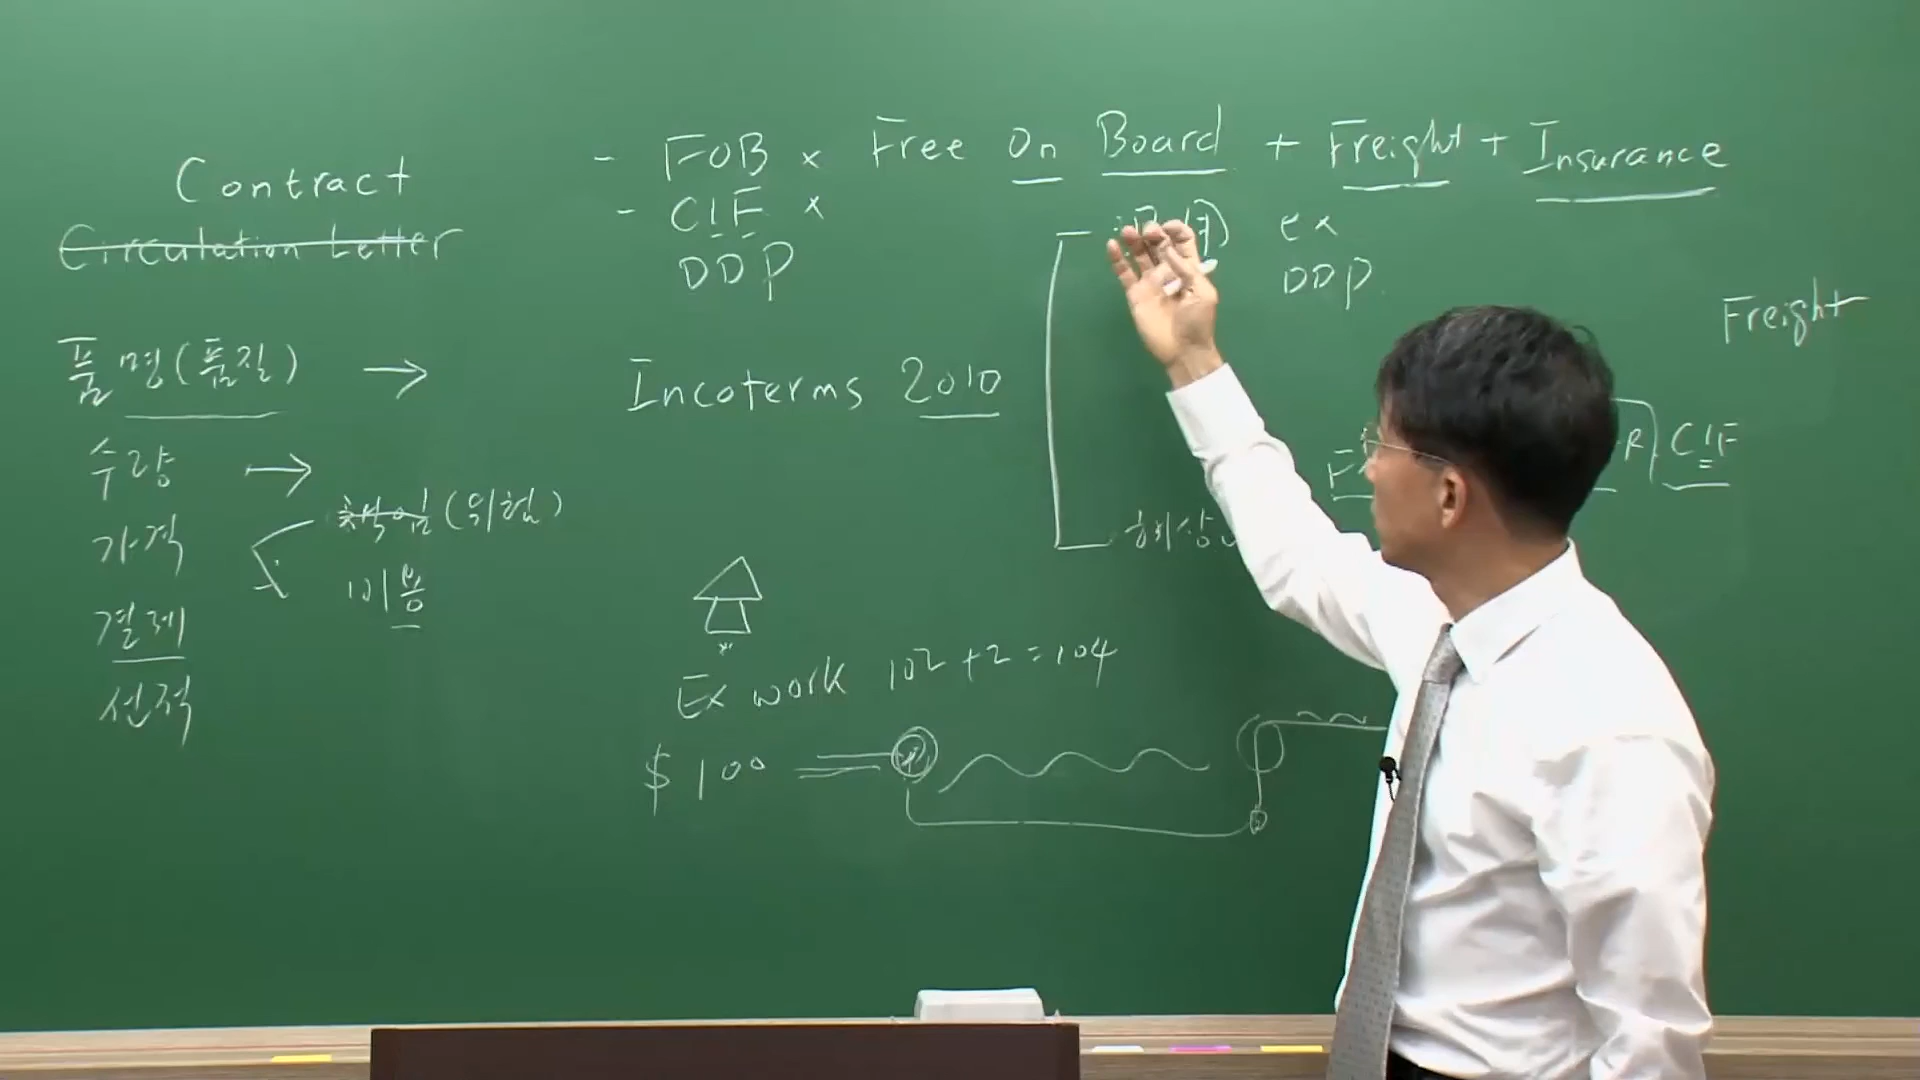 Contract
Circulation Letter
품명(품질) →
수량 →
가격
결제
선적
책임(위험)
비용
- FOB x Free On Board + Freight + Insurance
- CIF x
DDP
Incoterms 2010
ex
DDP
Freight
F
R) CIF
해상
Ex work 102+2=104
$100